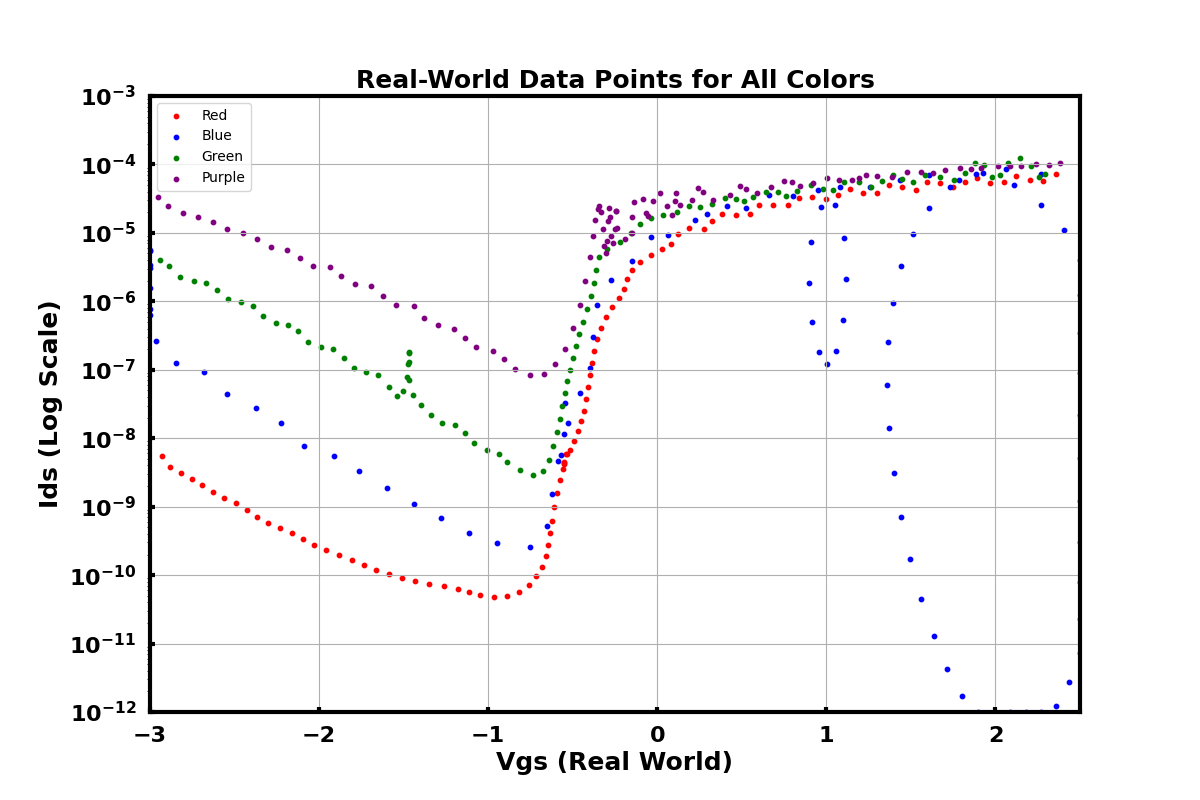 Real-World Data Points for All Colors
10⁻³
10⁻⁴
10⁻⁵
10⁻⁶
10⁻⁷
10⁻⁸
10⁻⁹
10⁻¹⁰
10⁻¹¹
10⁻¹²
Red
Blue
Green
Purple
Ids (Log Scale)
−3 −2 −1 0 1 2
Vgs (Real World)